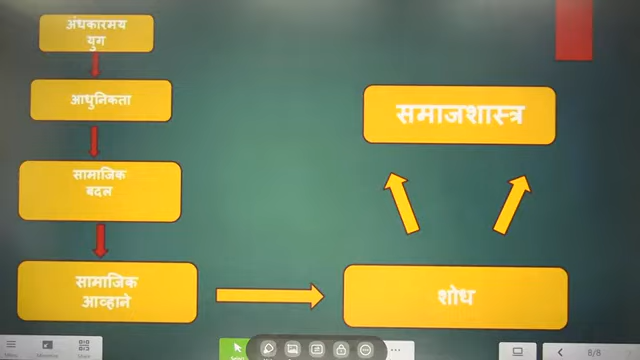 अंधकारमय
युग
आधुनिकता
सामाजिक
बदल
सामाजिक
आव्हाने
समाजशास्त्र
शोध
8/8